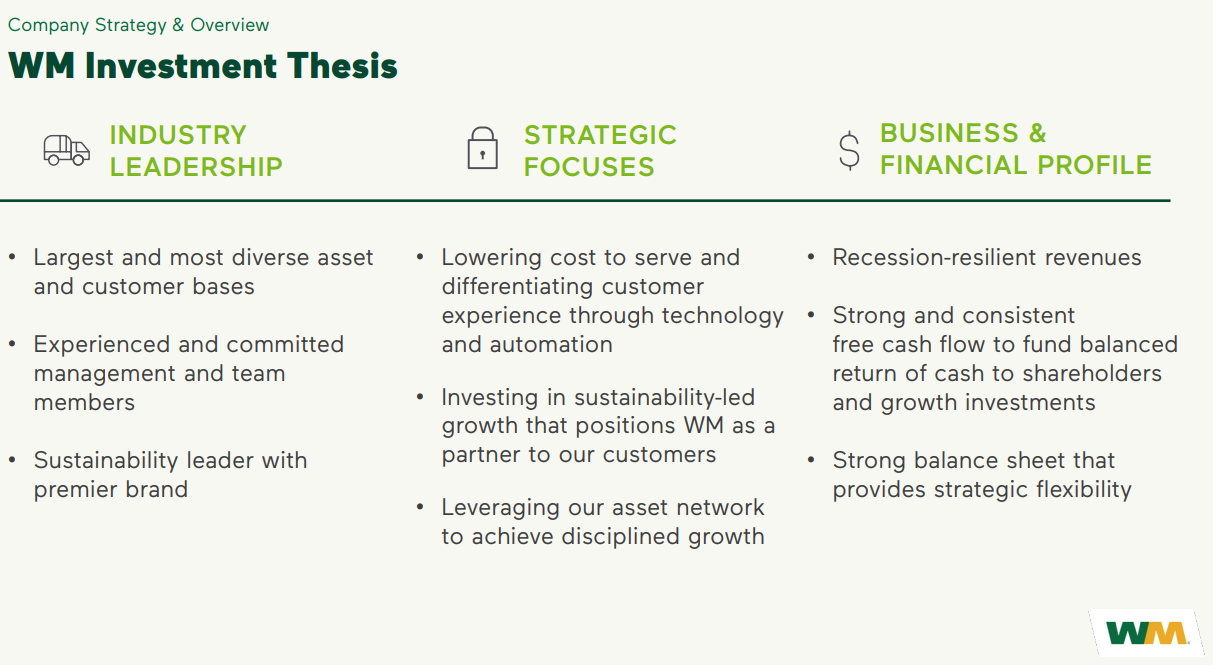 Company Strategy & Overview
WM Investment Thesis
INDUSTRY
LEADERSHIP
• Largest and most diverse asset
and customer bases
• Experienced and committed
management and team
members
• Sustainability leader with
premier brand
STRATEGIC
FOCUSES
• Lowering cost to serve and
differentiating customer
experience through technology
and automation
• Investing in sustainability-led
growth that positions WM as a
partner to our customers
• Leveraging our asset network
to achieve disciplined growth
BUSINESS &
FINANCIAL PROFILE
• Recession-resilient revenues
• Strong and consistent
free cash flow to fund balanced
return of cash to shareholders
and growth investments
• Strong balance sheet that
provides strategic flexibility
WM